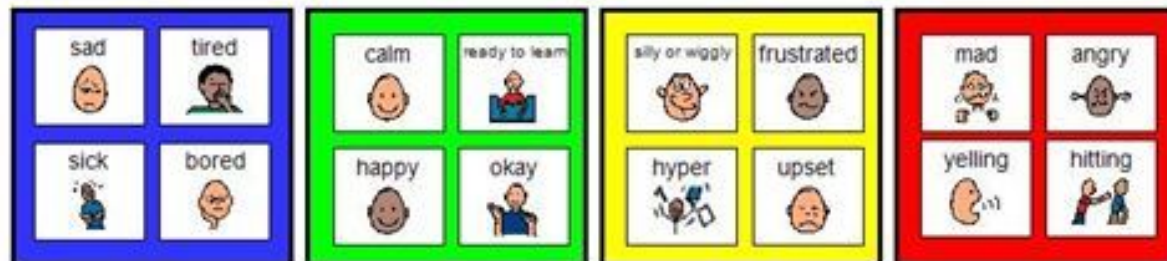 sad tired
sick bored
calm ready to learn
happy okay
silly or wiggly frustrated
hyper upset
mad angry
yelling hitting